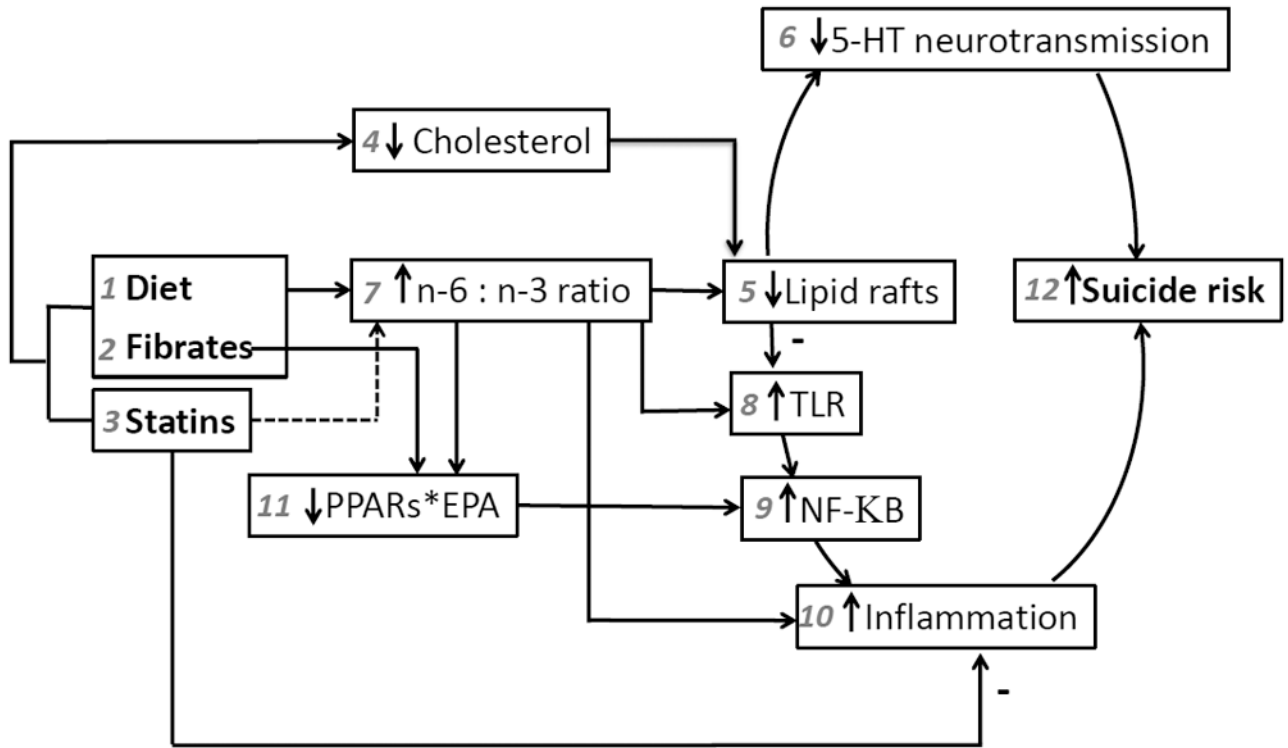 6 ↓5-HT neurotransmission
4 ↓ Cholesterol
1 Diet
2 Fibrates
3 Statins
7 ↑n-6 : n-3 ratio
5 ↓Lipid rafts
12 ↑Suicide risk
-
8 ↑TLR
11 ↓PPARs*EPA
9 ↑NF-KB
10 ↑Inflammation
-